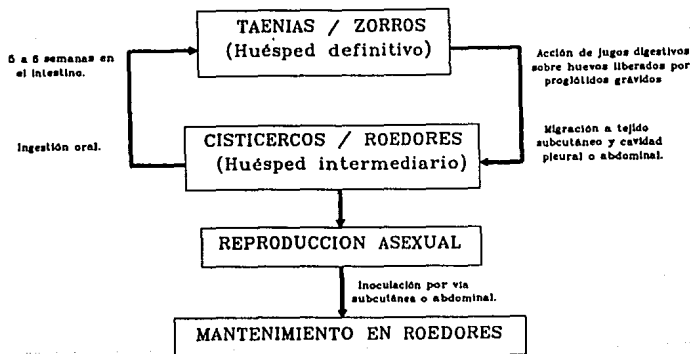 TAENIAS / ZORROS
(Huésped definitivo)
5 a 6 semanas en
el intestino.
Acción de jugos digestivos
sobre huevos liberados por
proglótidos grávidos
Ingestión oral.
CISTICERCOS / ROEDORES
(Huésped intermediario)
Migración a tejido
subcutáneo y cavidad
pleural o abdominal.
REPRODUCCION ASEXUAL
Inoculación por vía
subcutánea o abdominal.
MANTENIMIENTO EN ROEDORES